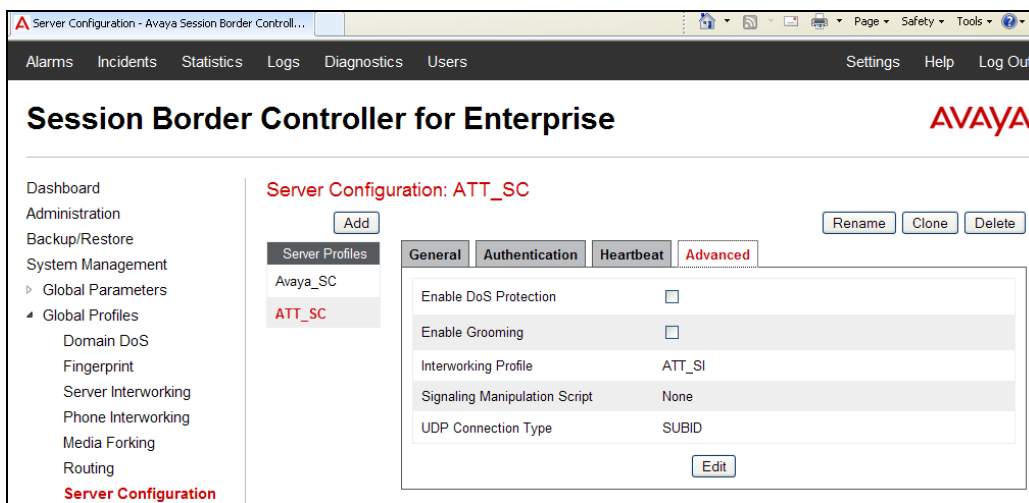 Server Configuration - Avaya Session Border Controll...
Page Safety Tools
Alarms Incidents Statistics Logs Diagnostics Users Settings Help Log Out
Session Border Controller for Enterprise
AVAYA
Dashboard
Administration
Backup/Restore
System Management
Global Parameters
Global Profiles
Domain DoS
Fingerprint
Server Interworking
Phone Interworking
Media Forking
Routing
Server Configuration
Server Configuration: ATT_SC
Add
Rename Clone Delete
Server Profiles
Avaya_SC
ATT_SC
General Authentication Heartbeat Advanced
Enable DoS Protection
Enable Grooming
Interworking Profile ATT_SI
Signaling Manipulation Script None
UDP Connection Type SUBID
Edit